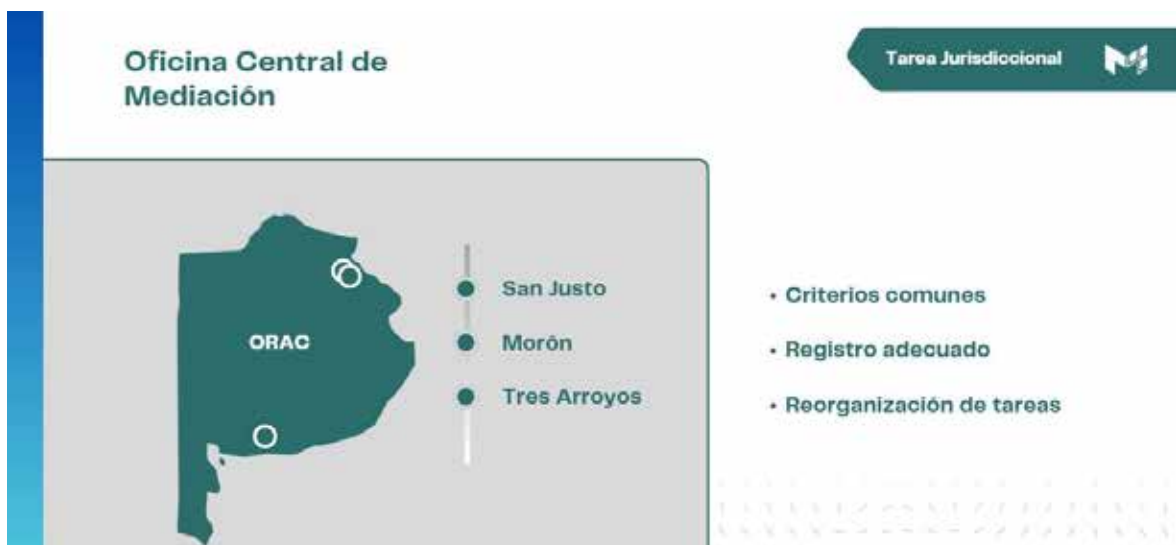 Oficina Central de
Mediación
Tarea Jurisdiccional
ORAC
San Justo
Morón
Tres Arroyos
• Criterios comunes
• Registro adecuado
• Reorganización de tareas